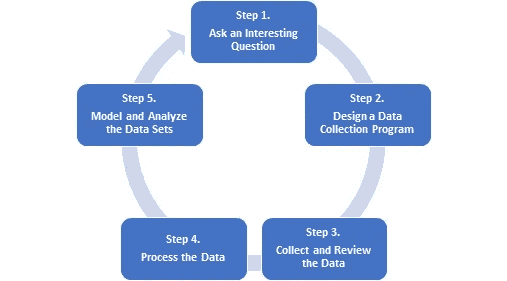 Step 1.
Ask an Interesting
Question
Step 2.
Design a Data
Collection Program
Step 3.
Collect and Review
the Data
Step 4.
Process the Data
Step 5.
Model and Analyze
the Data Sets